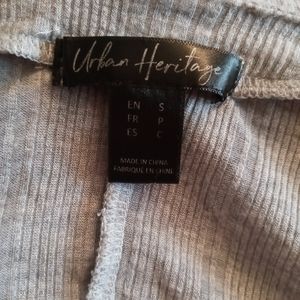 Urban Heritage
EN S
FR P
ES C
MADE IN CHINA
FABRIQUÉ EN CHINE